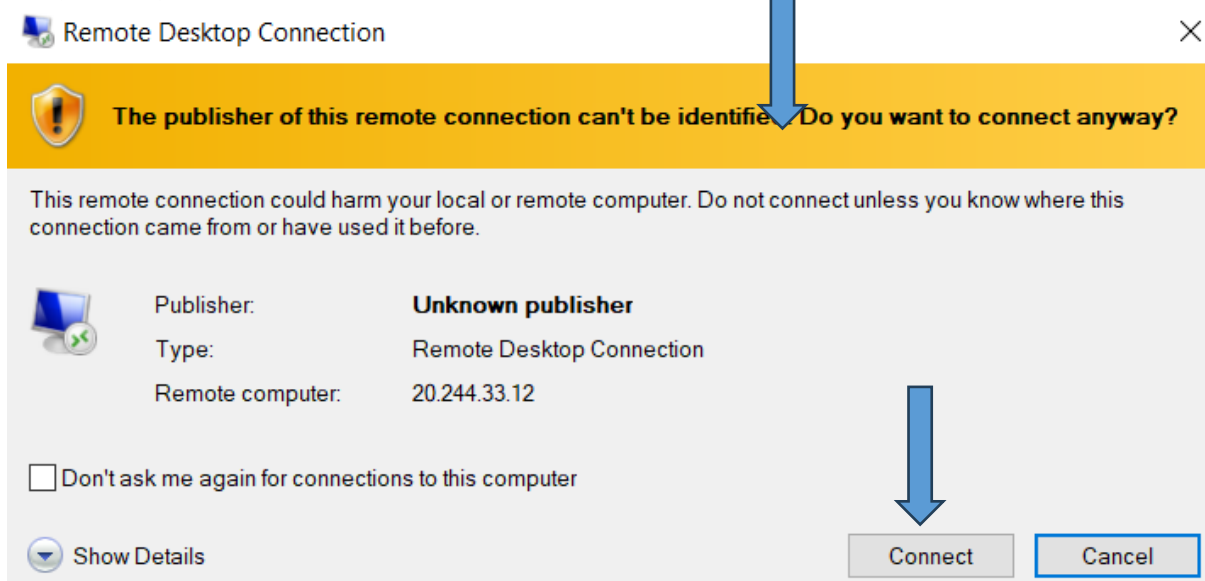 Remote Desktop Connection
The publisher of this remote connection can't be identified. Do you want to connect anyway?
This remote connection could harm your local or remote computer. Do not connect unless you know where this
connection came from or have used it before.
Publisher: Unknown publisher
Type: Remote Desktop Connection
Remote computer: 20.244.33.12
Don't ask me again for connections to this computer
Show Details Connect Cancel